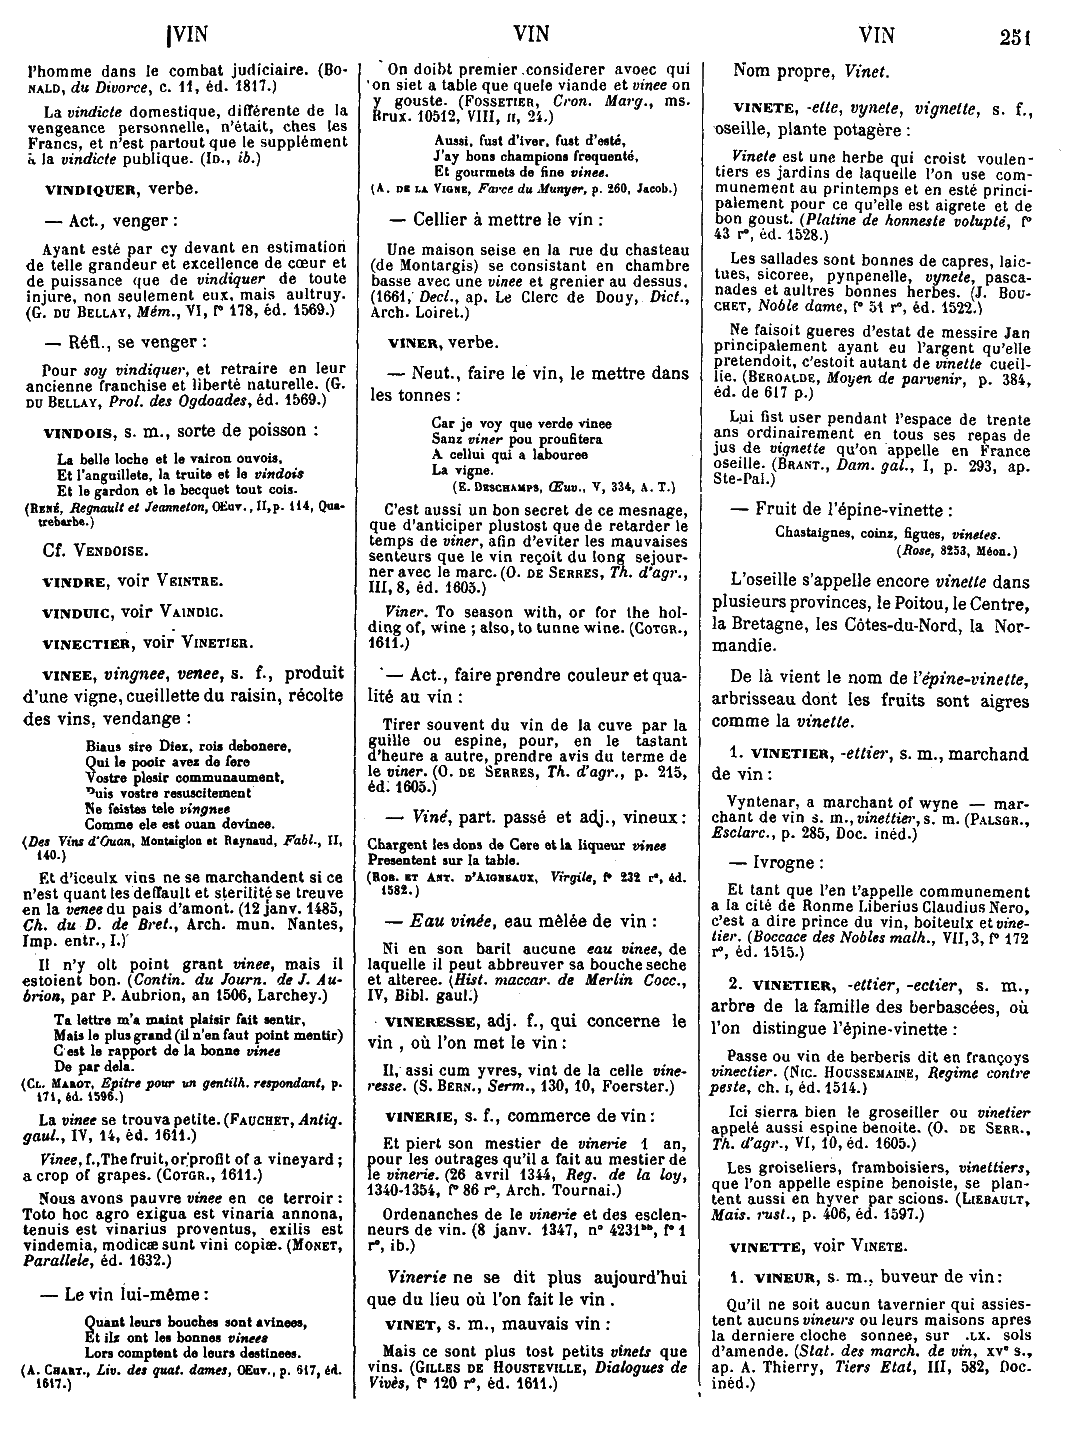 VIN
VIN
VIN
251
l'homme dans le combat judiciaire. (Bo-
NALD, du Divorce, c. 11, éd. 1817.)
La vindicte domestique, différente de la
vengeance personnelle, n'était, ches les
Francs, et n'est partout que le supplément
à la vindicte publique. (ID., ib.)
VINDIQUER, verbe.
— Act., venger :
Ayant esté par cy devant en estimation
de telle grandeur et excellence de cœur et
de puissance que de vindiquer de toute
injure, non seulement eux, mais aultruy.
(G. DU BELLAY, Mém., VI, f° 178, éd. 1569.)
— Réfl., se venger :
Pour soy vindiquer, et retraire en leur
ancienne franchise et liberté naturelle. (G.
DU BELLAY, Prol. des Ogdoades, éd. 1569.)
VINDOIS, s. m., sorte de poisson :
La belle loche et le vairon ouvois,
Et l'anguillete, la truite et le vindois
Et le gardon et le becquet tout cois.
(RENÉ, Regnault et Jeanneton, Œuv., II, p. 114, Qua-
trebarbe.)
Cf. VENDOISE.
VINDRE, voir VEINTRE.
VINDUIC, voir VAINDIC.
VINECTIER, voir VINETIER.
VINEE, vingnee, venee, s. f., produit
d'une vigne, cueillette du raisin, récolte
des vins, vendange :
Biaus sire Diex, rois debonere,
Qui le pooir avez de fere
Vostre plesir communaument,
Puis vostre resuscitement
Ne feistes tele vingnee
Comme ele est ouan devinee.
(Des Vins d'Ouan, Montaiglon et Raynaud, Fabl., II,
140.)
Et d'iceulx vins ne se marchandent si ce
n'est quant les deffault et sterilité se treuve
en la venee du pais d'amont. (12 janv. 1485,
Ch. du D. de Bret., Arch. mun. Nantes,
Imp. entr., I.)
Il n'y olt point grant vinee, mais il
estoient bon. (Contin. du Journ. de J. Au-
brion, par P. Aubrion, an 1506, Larchey.)
Ta lettre m'a maint plaisir fait sentir,
Mais le plus grand (il n'en faut point mentir)
C'est le rapport de la bonne vinee
De par dela.
(CL. MAROT, Epitre pour un gentilh. respondant, p.
171, éd. 1596.)
La vinee se trouva petite. (FAUCHET, Antiq.
gaul., IV, 14, éd. 1611.)
Vinee, f., The fruit, or profit of a vineyard ;
a crop of grapes. (COTGR., 1611.)
Nous avons pauvre vinee en ce terroir :
Toto hoc agro exigua est vinaria annona,
tenuis est vinarius proventus, exilis est
vindemia, modicæ sunt vini copiæ. (MONET,
Parallele, éd. 1632.)
— Le vin lui-même :
Quant leurs bouches sont avinees,
Et ilz ont les bonnes vinees
Lors comptent de leurs destinees.
(A. CHART., Liv. des quat. dames, Œuv., p. 617, éd.
1617.)
On doibt premier considerer avoec qui
on siet a table que quele viande et vinee on
y gouste. (FOSSETIER, Cron. Marg., ms.
Brux. 10512, VIII, II, 24.)
Aussi, fust d'iver, fust d'esté,
J'ay bons champions frequenté,
Et gourmets de fine vinee.
(A. DE LA VIGNE, Farce du Munyer, p. 260, Jacob.)
— Cellier à mettre le vin :
Une maison seise en la rue du chasteau
(de Montargis) se consistant en chambre
basse avec une vinee et grenier au dessus.
(1661, Decl., ap. Le Clerc de Douy, Dict.,
Arch. Loiret.)
VINER, verbe.
— Neut., faire le vin, le mettre dans
les tonnes :
Car je voy que verde vinee
Sanz viner pou proufitera
A cellui qui a labouree
La vigne.
(E. DESCHAMPS, Œuv., V, 334, A. T.)
C'est aussi un bon secret de ce mesnage,
que d'anticiper plustost que de retarder le
temps de viner, afin d'eviter les mauvaises
senteurs que le vin reçoit du long sejour-
ner avec le marc. (O. DE SERRES, Th. d'agr.,
III, 8, éd. 1605.)
Viner. To season with, or for the hol-
ding of, wine ; also, to tunne wine. (COTGR.,
1611.)
— Act., faire prendre couleur et qua-
lité au vin :
Tirer souvent du vin de la cuve par la
guille ou espine, pour, en le tastant
d'heure a autre, prendre avis du terme de
le viner. (O. DE SERRES, Th. d'agr., p. 215,
éd. 1605.)
— Viné, part. passé et adj., vineux :
Chargent les dons de Cere et la liqueur vinee
Presentent sur la table.
(ROB. ET ANT. D'AIGNEAUX, Virgile, f° 232 r°, éd.
1582.)
— Eau vinée, eau mêlée de vin :
Ni en son baril aucune eau vinee, de
laquelle il peut abbreuver sa bouche seche
et alteree. (Hist. maccar. de Merlin Cocc.,
IV, Bibl. gaul.)
VINERESSE, adj. f., qui concerne le
vin , où l'on met le vin :
Il, assi cum yvres, vint de la celle vine-
resse. (S. BERN., Serm., 130, 10, Foerster.)
VINERIE, s. f., commerce de vin :
Et piert son mestier de vinerie 1 an,
pour les outrages qu'il a fait au mestier de
le vinerie. (26 avril 1344, Reg. de la loy,
1340-1354, f° 86 r°, Arch. Tournai.)
Ordenanches de le vinerie et des esclen-
neurs de vin. (8 janv. 1347, n° 4231bb, f° 1
r°, ib.)
Vinerie ne se dit plus aujourd'hui
que du lieu où l'on fait le vin .
VINET, s. m., mauvais vin :
Mais ce sont plus tost petits vinets que
vins. (GILLES DE HOUSTEVILLE, Dialogues de
Vivès, f° 120 r°, éd. 1611.)
Nom propre, Vinet.
VINETE, -ette, vynete, vignette, s. f.,
oseille, plante potagère :
Vinete est une herbe qui croist voulen-
tiers es jardins de laquelle l'on use com-
munement au printemps et en esté princi-
palement pour ce qu'elle est aigrete et de
bon goust. (Platine de honneste volupté, f°
43 r°, éd. 1528.)
Les sallades sont bonnes de capres, laic-
tues, sicoree, pynpenelle, vynete, pasca-
nades et aultres bonnes herbes. (J. BOU-
CHET, Noble dame, f° 51 r°, éd. 1522.)
Ne faisoit gueres d'estat de messire Jan
principalement ayant eu l'argent qu'elle
pretendoit, c'estoit autant de vinette cueil-
lie. (BEROALDE, Moyen de parvenir, p. 384,
éd. de 617 p.)
Lui fist user pendant l'espace de trente
ans ordinairement en tous ses repas de
jus de vignette qu'on appelle en France
oseille. (BRANT., Dam. gal., I, p. 293, ap.
Ste-Pal.)
— Fruit de l'épine-vinette :
Chastaignes, coinz, figues, vinetes.
(Rose, 8253, Méon.)
L'oseille s'appelle encore vinette dans
plusieurs provinces, le Poitou, le Centre,
la Bretagne, les Côtes-du-Nord, la Nor-
mandie.
De là vient le nom de l'épine-vinette,
arbrisseau dont les fruits sont aigres
comme la vinette.
1. VINETIER, -ettier, s. m., marchand
de vin :
Vyntenar, a marchant of wyne — mar-
chant de vin s. m., vinettier, s. m. (PALSGR.,
Esclarc., p. 285, Doc. inéd.)
— Ivrogne :
Et tant que l'en t'appelle communement
a la cité de Ronme Liberius Claudius Nero,
c'est a dire prince du vin, boiteulx et vine-
tier. (Boccace des Nobles malh., VII, 3, f° 172
r°, éd. 1515.)
2. VINETIER, -ettier, -ectier, s. m.,
arbre de la famille des berbascées, où
l'on distingue l'épine-vinette :
Passe ou vin de berberis dit en françoys
vinectier. (NIC. HOUSSEMAINE, Regime contre
peste, ch. I, éd. 1514.)
Ici sierra bien le groseiller ou vinetier
appelé aussi espine benoite. (O. DE SERR.,
Th. d'agr., VI, 10, éd. 1605.)
Les groiseliers, framboisiers, vinettiers,
que l'on appelle espine benoiste, se plan-
tent aussi en hyver par scions. (LIEBAULT,
Mais. rust., p. 406, éd. 1597.)
VINETTE, voir VINETE.
1. VINEUR, s. m., buveur de vin :
Qu'il ne soit aucun tavernier qui assies-
tent aucuns vineurs ou leurs maisons apres
la derniere cloche sonnee, sur .LX. sols
d'amende. (Stat. des march. de vin, xv° s.,
ap. A. Thierry, Tiers Etat, III, 582, Doc.
inéd.)